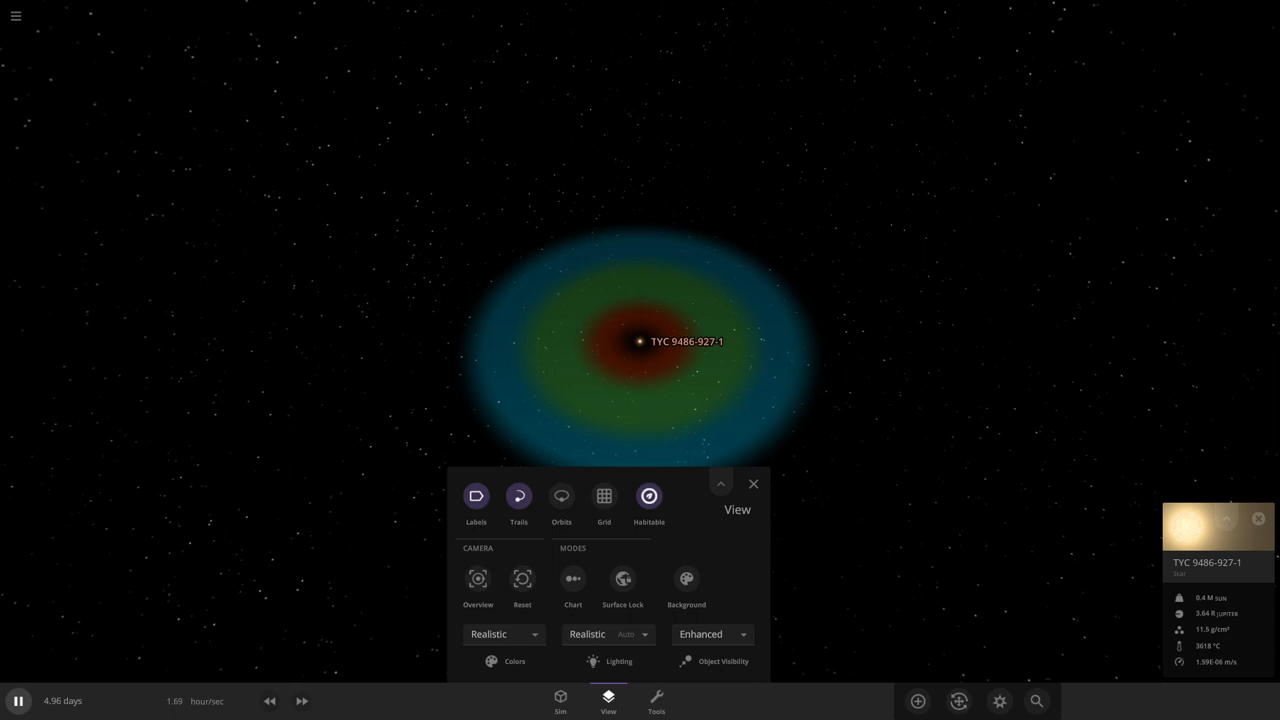 TYC 9486-927-1
Labels
Trails
Orbits
Grid
Habitable
View
CAMERA
MODES
Overview
Reset
Chart
Surface Lock
Background
Realistic
Realistic Auto
Enhanced
Colors
Lighting
Object Visibility
TYC 9486-927-1
Star
0.4 M SUN
3.64 R JUPITER
11.5 g/cm³
3618 °C
1.59E-06 m/s
4.96 days
1.69 hour/sec
Sim
View
Tools